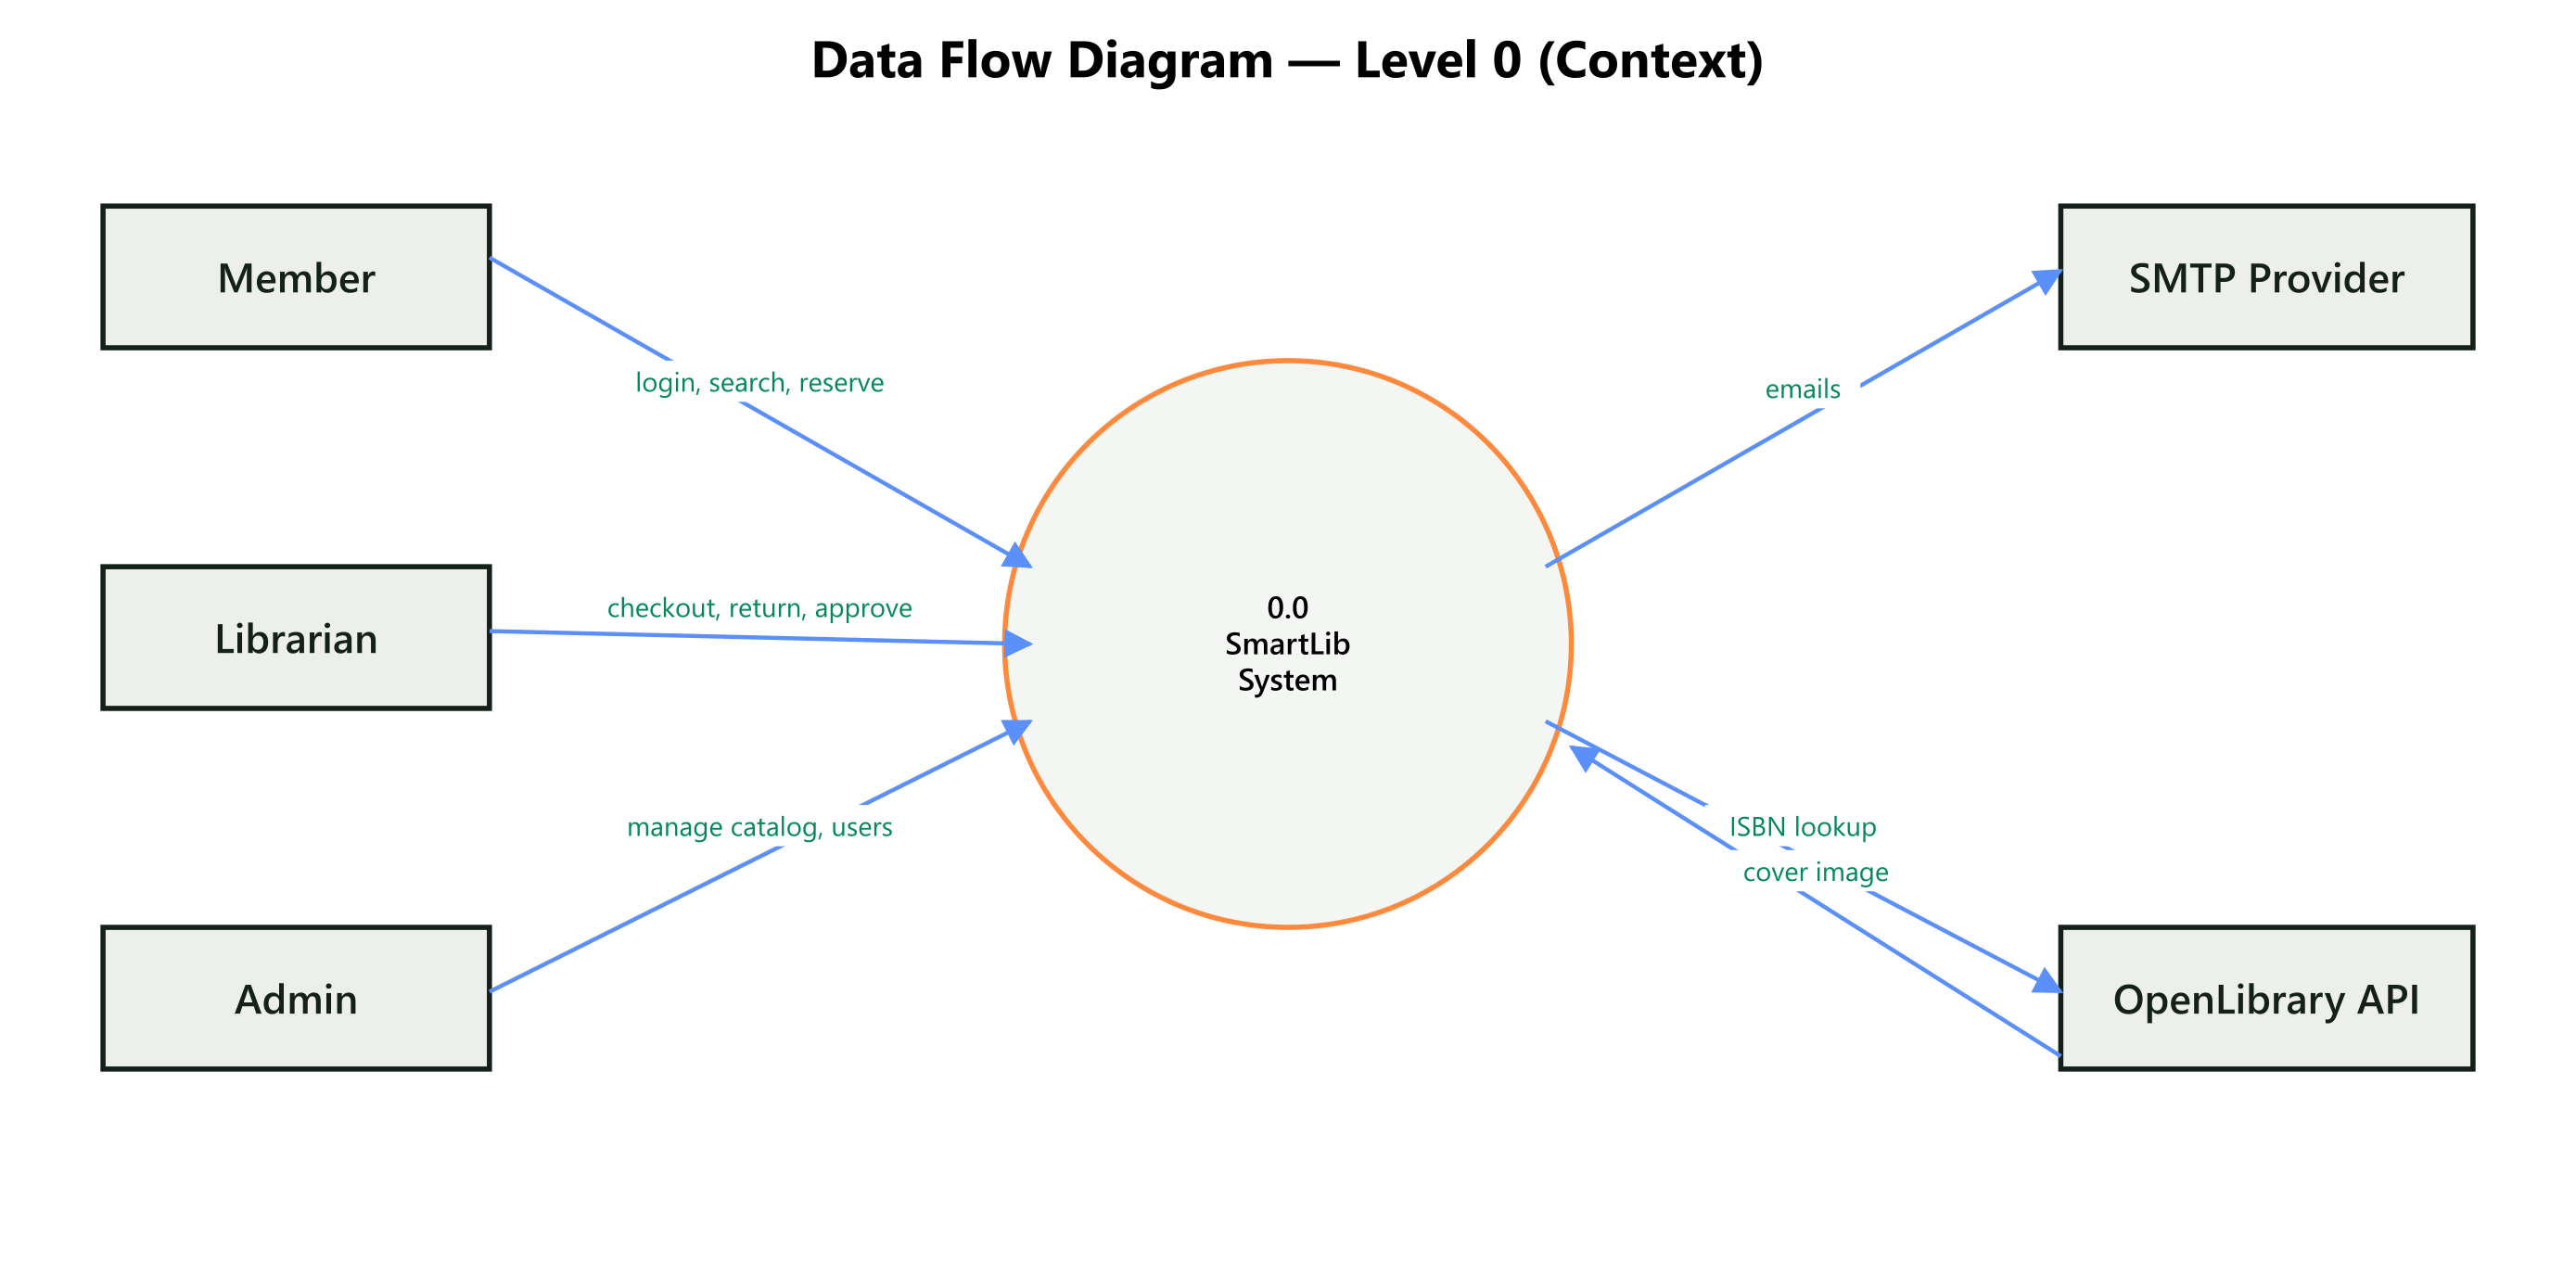 Data Flow Diagram — Level 0 (Context)
Member
SMTP Provider
login, search, reserve
emails
0.0
SmartLib
System
checkout, return, approve
Librarian
manage catalog, users
ISBN lookup
cover image
Admin
OpenLibrary API